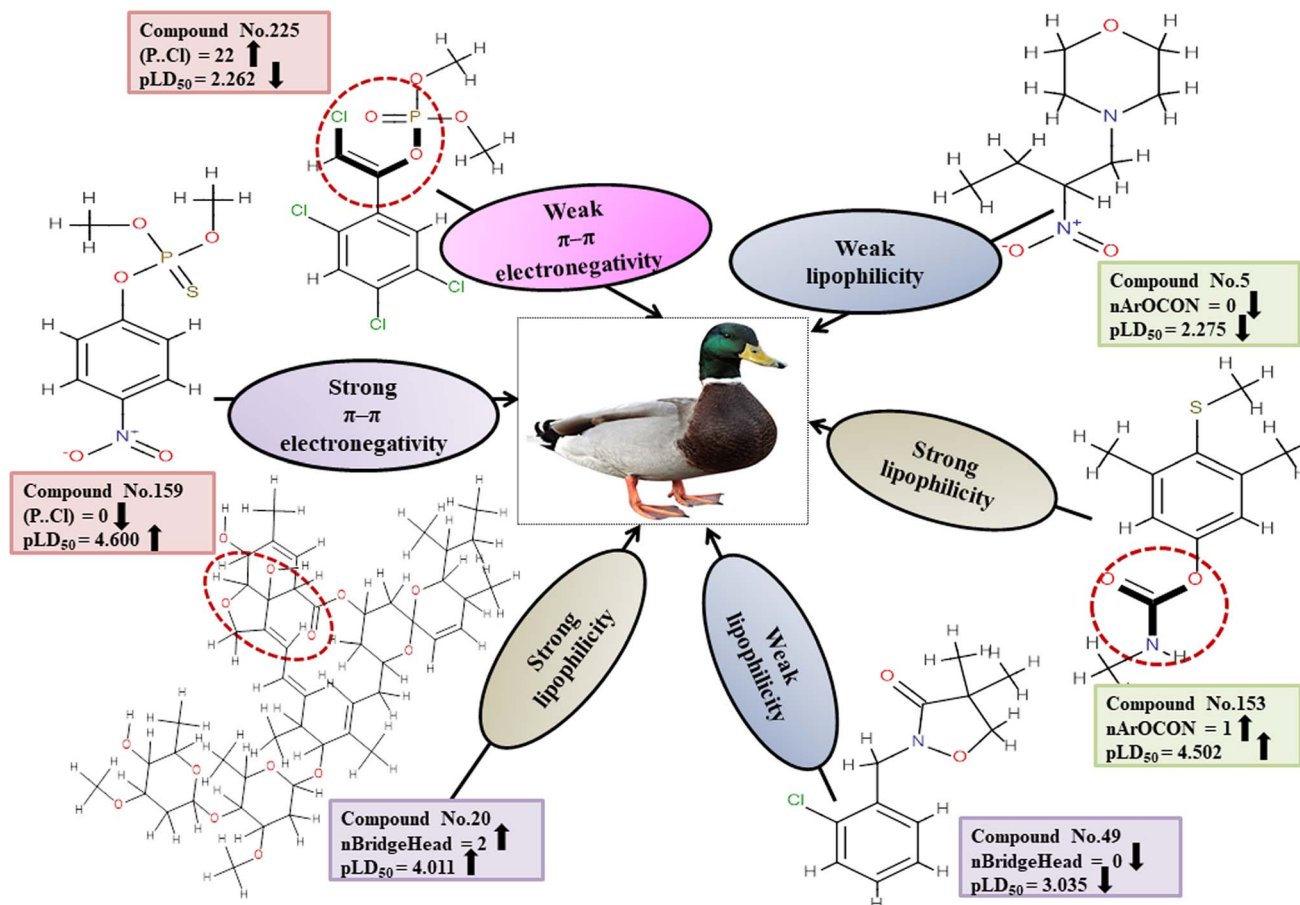 Compound No.225
(P..Cl) = 22 ↑
pLD₅₀ = 2.262 ↓
Weak
π–π
electronegativity
Weak
lipophilicity
Compound No.5
nArOCON = 0 ↓
pLD₅₀ = 2.275 ↓
Strong
π–π
electronegativity
Strong
lipophilicity
Compound No.159
(P..Cl) = 0 ↓
pLD₅₀ = 4.600 ↑
Strong
lipophilicity
Weak
lipophilicity
Compound No.153
nArOCON = 1 ↑
pLD₅₀ = 4.502 ↑
Compound No.20
nBridgeHead = 2 ↑
pLD₅₀ = 4.011 ↑
Compound No.49
nBridgeHead = 0 ↓
pLD₅₀ = 3.035 ↓